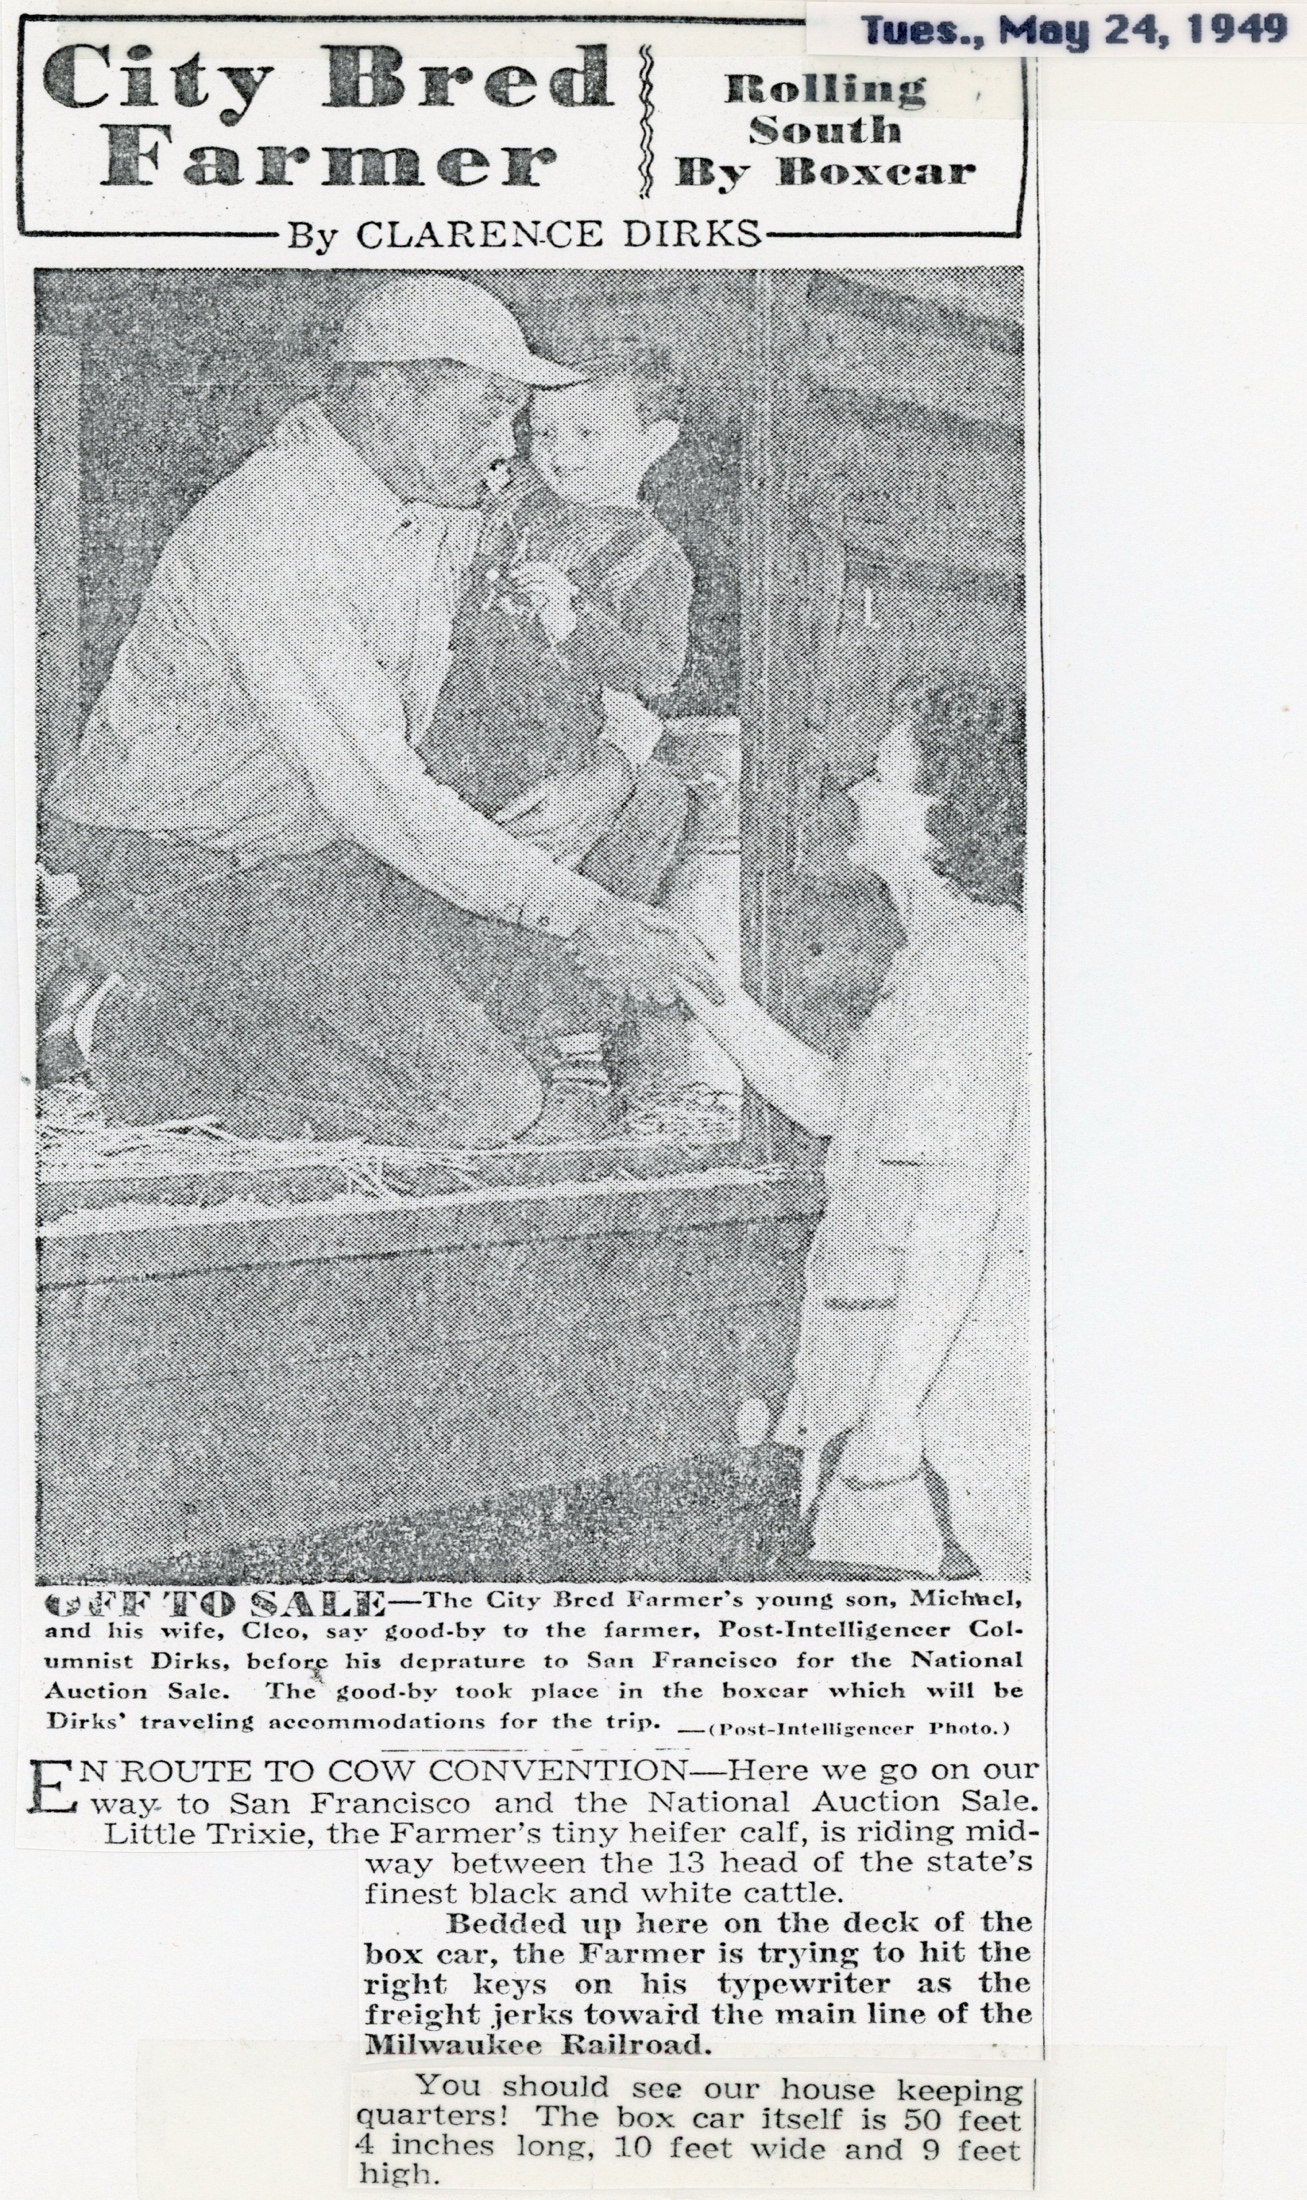 Tues., May 24, 1949
City Bred
Farmer
Rolling
South
By Boxcar
By CLARENCE DIRKS
OFF TO SALE—The City Bred Farmer's young son, Michael,
and his wife, Cleo, say good-by to the farmer, Post-Intelligencer Col-
umnist Dirks, before his deprature to San Francisco for the National
Auction Sale. The good-by took place in the boxcar which will be
Dirks' traveling accommodations for the trip. —(Post-Intelligencer Photo.)
EN ROUTE TO COW CONVENTION—Here we go on our
way to San Francisco and the National Auction Sale.
Little Trixie, the Farmer's tiny heifer calf, is riding mid-
way between the 13 head of the state's
finest black and white cattle.
Bedded up here on the deck of the
box car, the Farmer is trying to hit the
right keys on his typewriter as the
freight jerks toward the main line of the
Milwaukee Railroad.
You should see our house keeping
quarters! The box car itself is 50 feet
4 inches long, 10 feet wide and 9 feet
high.